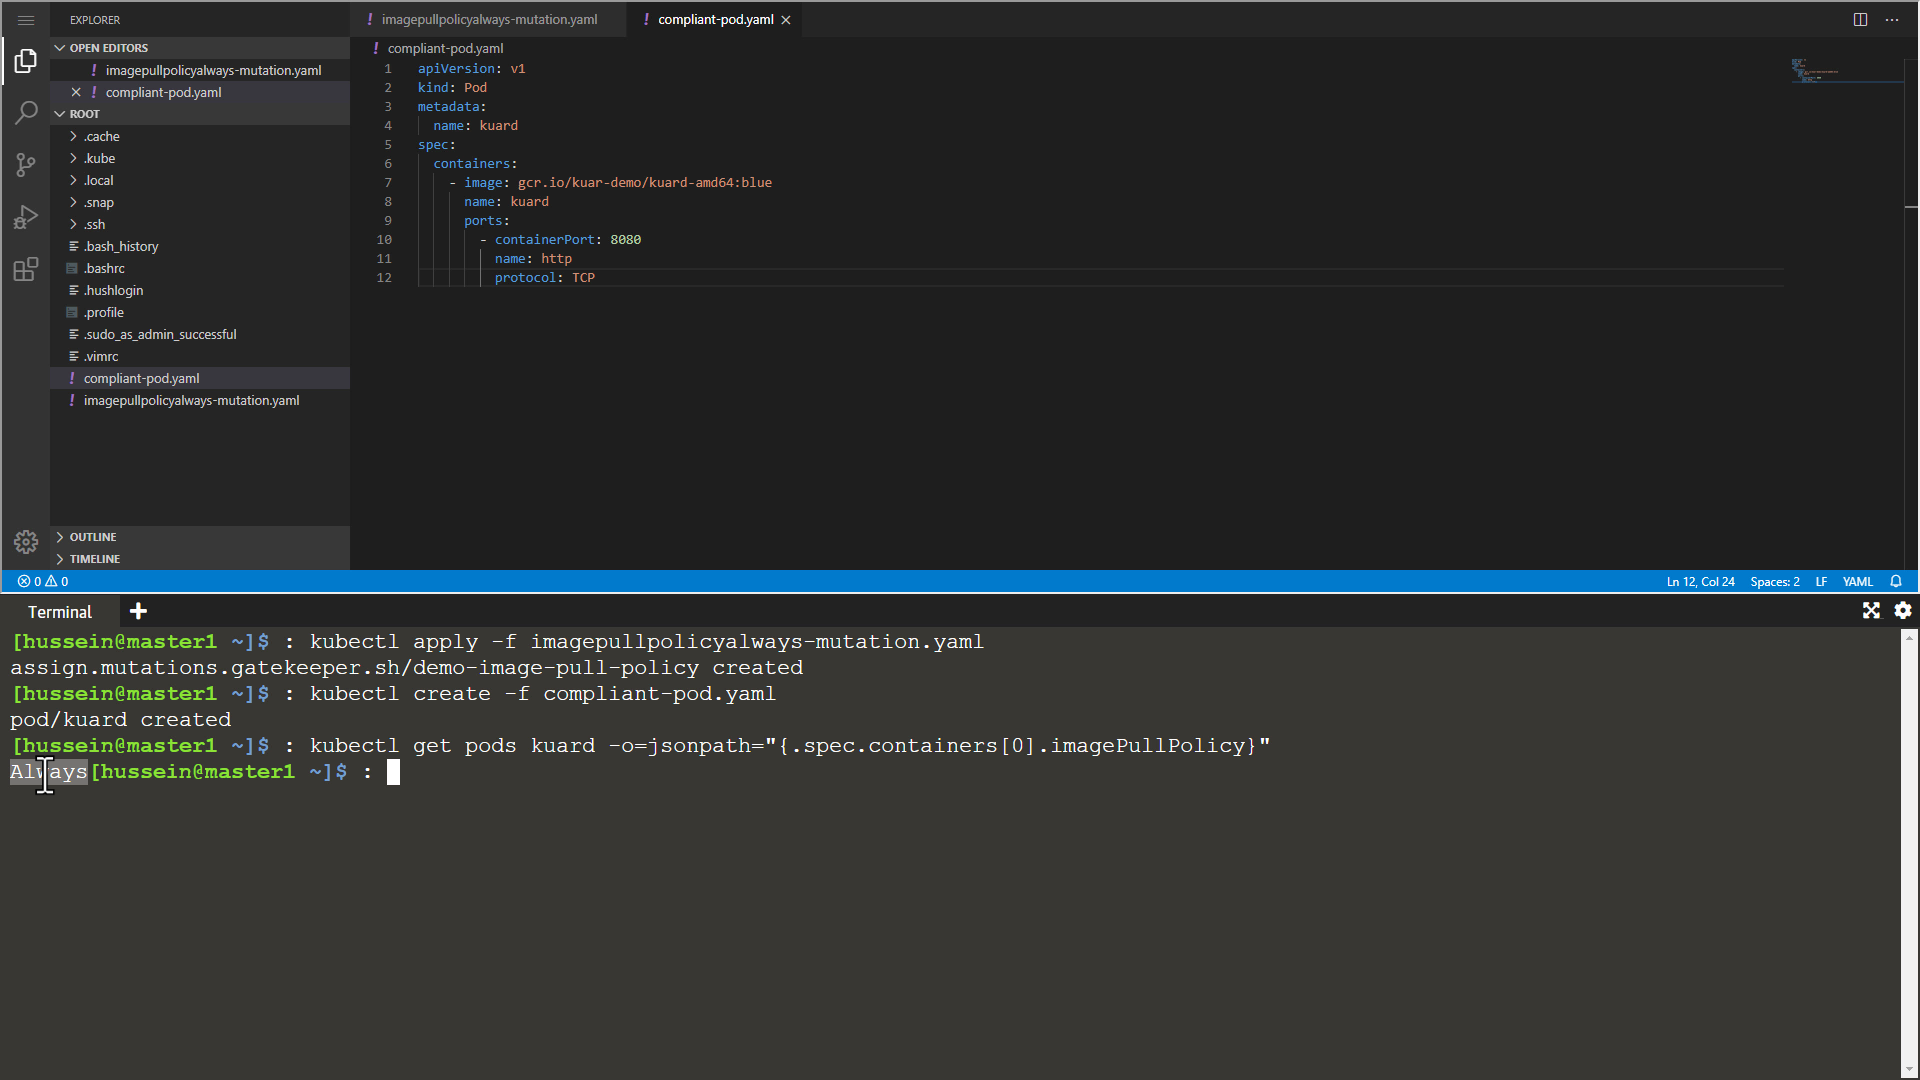 EXPLORER
OPEN EDITORS
! imagepullpolicyalways-mutation.yaml
! compliant-pod.yaml
ROOT
.cache
.kube
.local
.snap
.ssh
.bash_history
.bashrc
.hushlogin
.profile
.sudo_as_admin_successful
.vimrc
! compliant-pod.yaml
! imagepullpolicyalways-mutation.yaml
OUTLINE
TIMELINE
! imagepullpolicyalways-mutation.yaml
! compliant-pod.yaml
! compliant-pod.yaml
1 apiVersion: v1
2 kind: Pod
3 metadata:
4 name: kuard
5 spec:
6 containers:
7 - image: gcr.io/kuar-demo/kuard-amd64:blue
8 name: kuard
9 ports:
10 - containerPort: 8080
11 name: http
12 protocol: TCP
0 0
Ln 12, Col 24 Spaces: 2 LF YAML
Terminal
[hussein@master1 ~]$ : kubectl apply -f imagepullpolicyalways-mutation.yaml
assign.mutations.gatekeeper.sh/demo-image-pull-policy created
[hussein@master1 ~]$ : kubectl create -f compliant-pod.yaml
pod/kuard created
[hussein@master1 ~]$ : kubectl get pods kuard -o=jsonpath="{.spec.containers[0].imagePullPolicy}"
Always[hussein@master1 ~]$ :